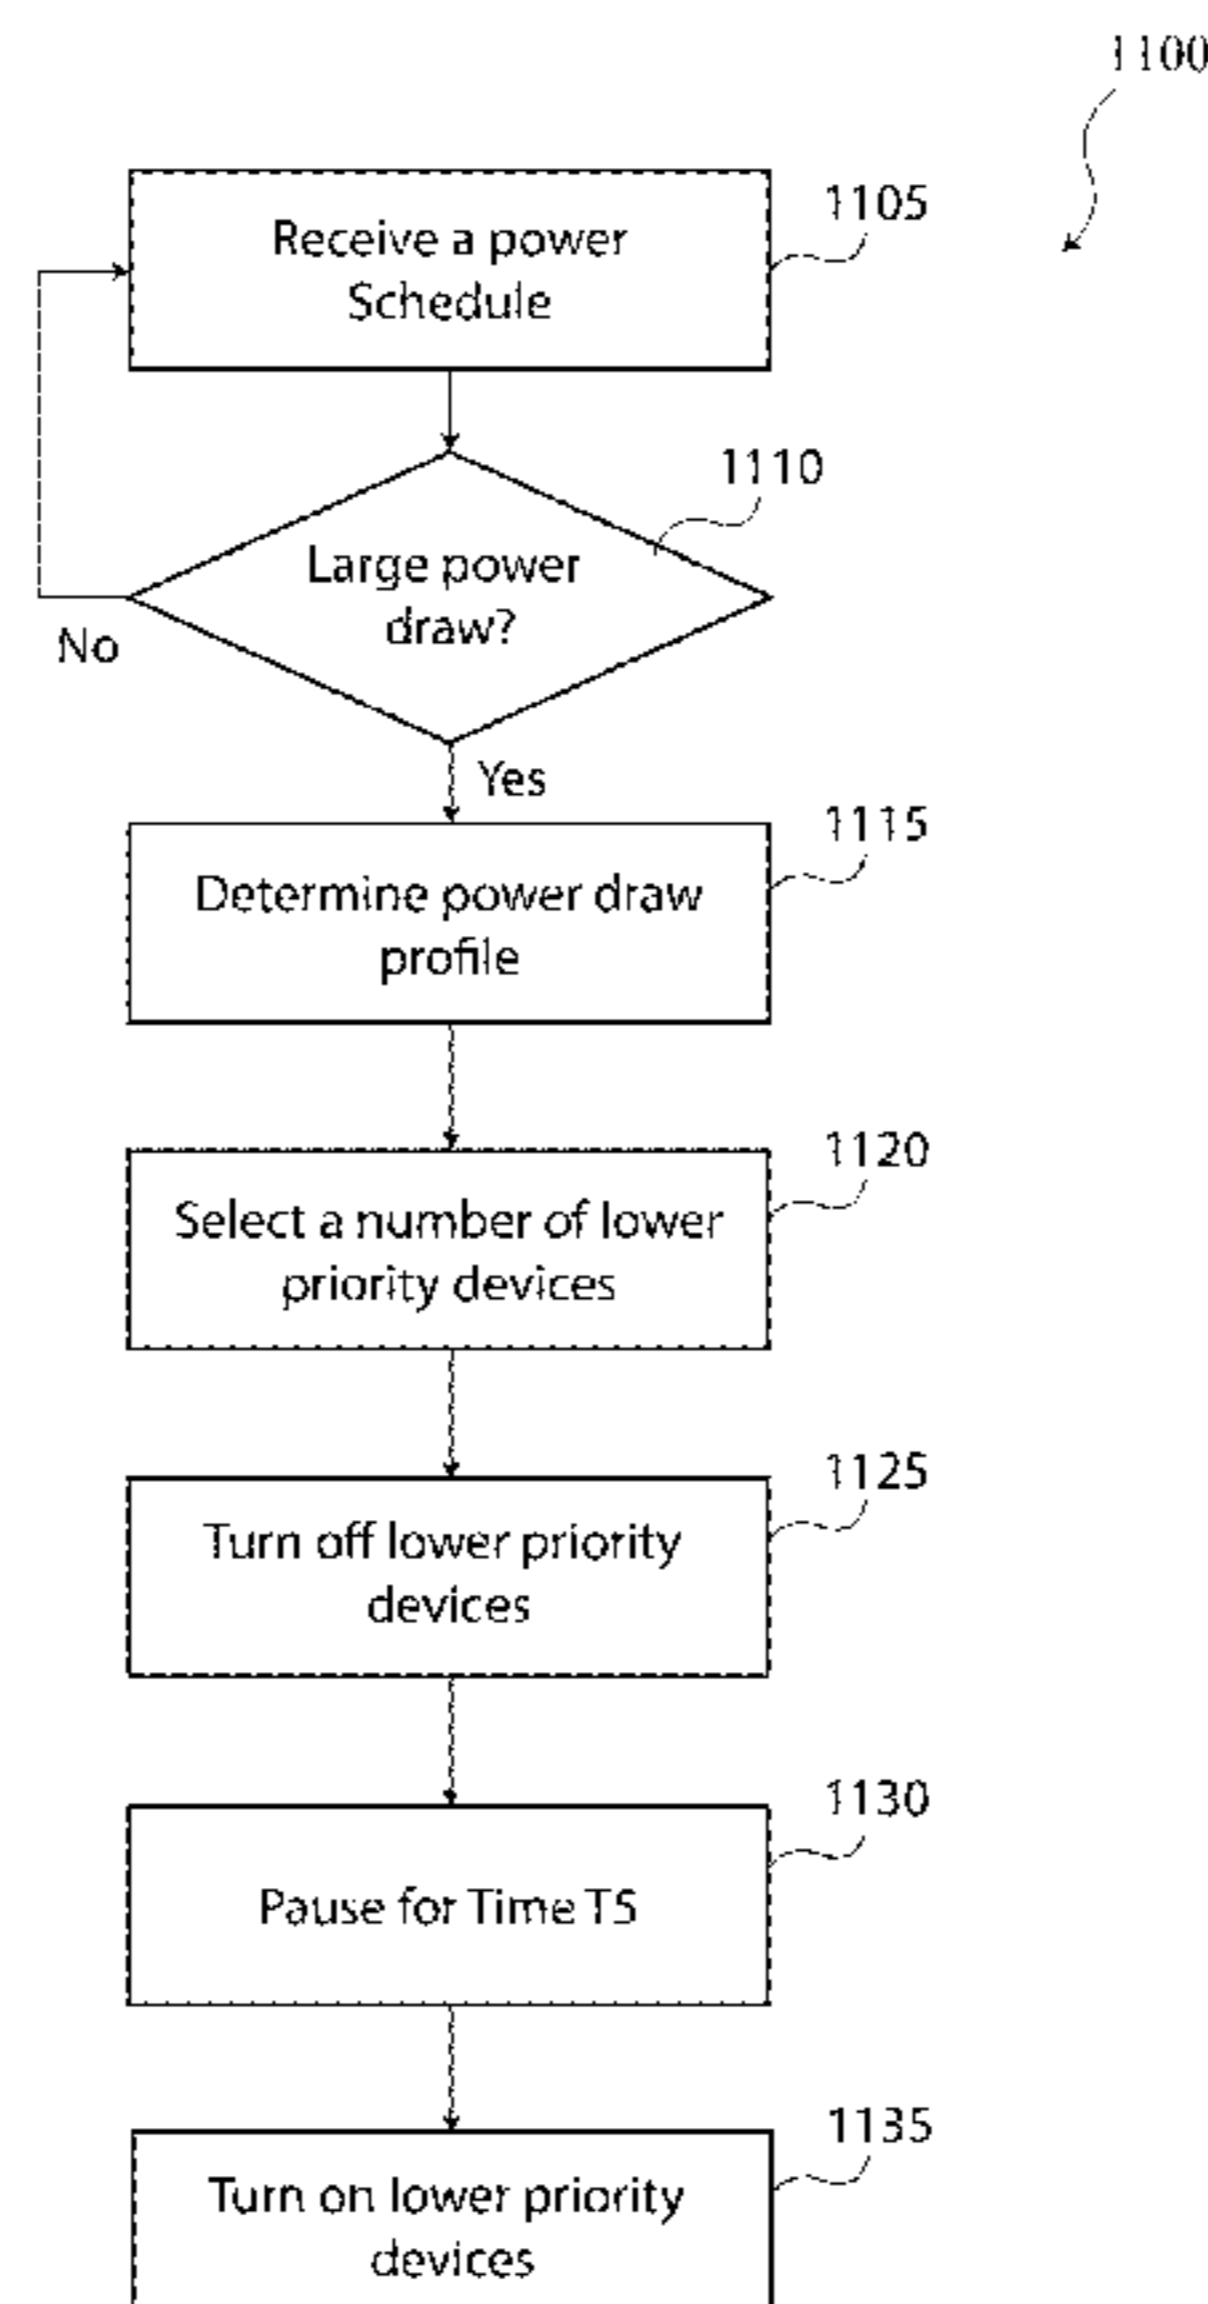 1100
1105
Receive a power
Schedule
1110
Large power
draw?
No
Yes
1115
Determine power draw
profile
1120
Select a number of lower
priority devices
1125
Turn off lower priority
devices
1130
Pause for Time T5
1135
Turn on lower priority
devices